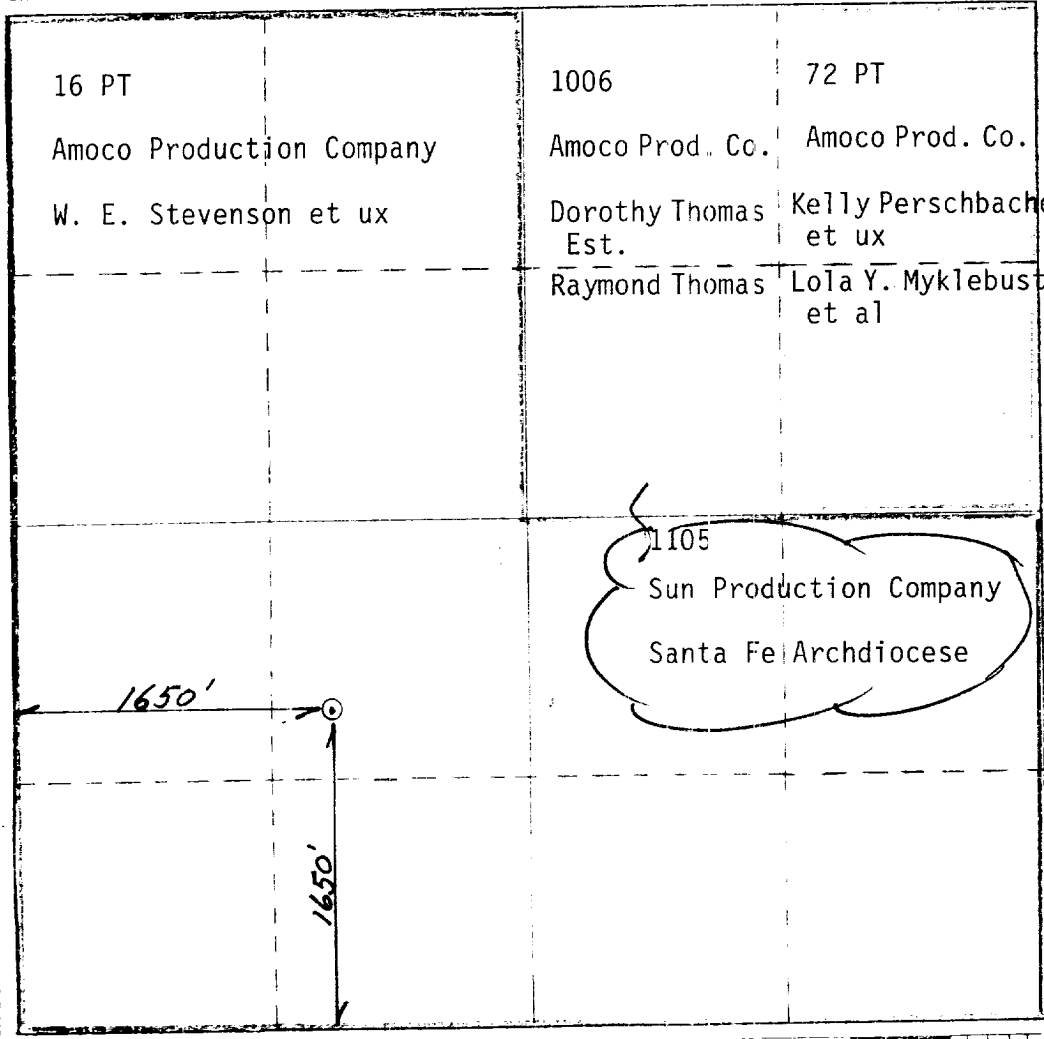 16 PT
Amoco Production Company
W. E. Stevenson et ux
1006
Amoco Prod. Co.
Dorothy Thomas
Est.
Raymond Thomas
72 PT
Amoco Prod. Co.
Kelly Perschbache
et ux
Lola Y. Myklebust
et al
1105
Sun Production Company
Santa Fe Archdiocese
1650'
1650'